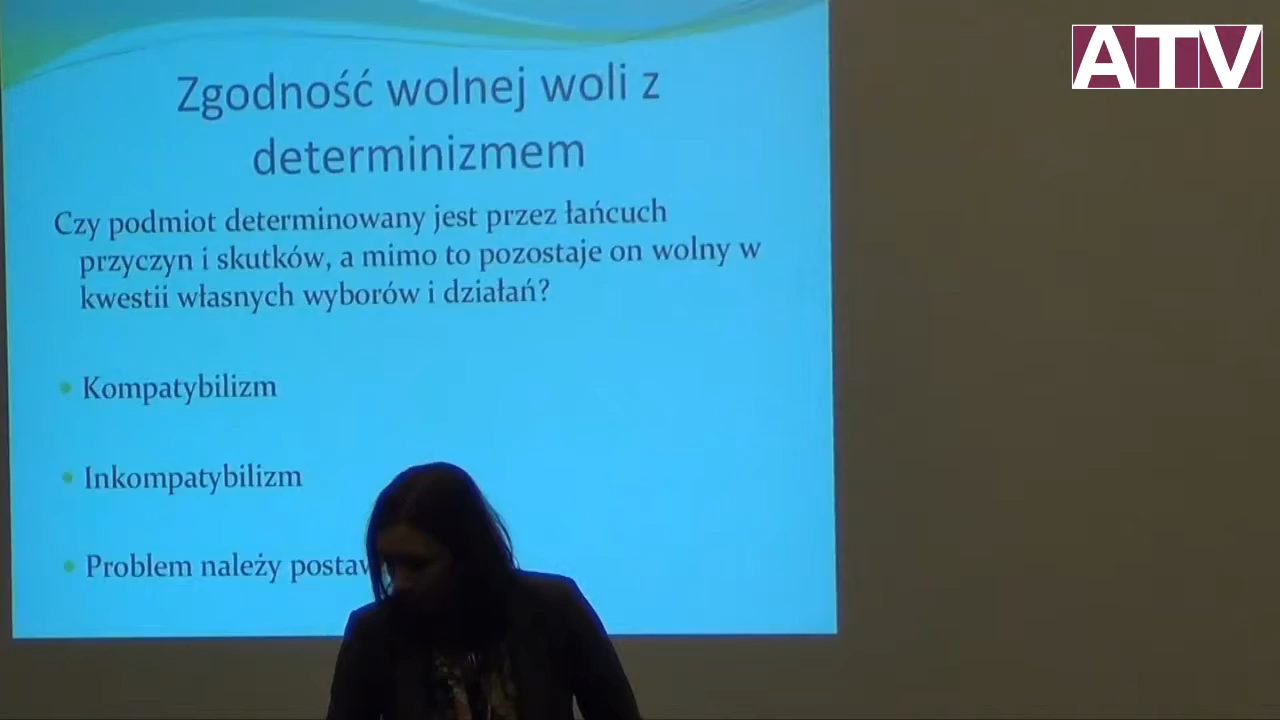 ATV
Zgodność wolnej woli z
determinizmem
Czy podmiot determinowany jest przez łańcuch
przyczyn i skutków, a mimo to pozostaje on wolny w
kwestii własnych wyborów i działań?
Kompatybilizm
Inkompatybilizm
Problem należy